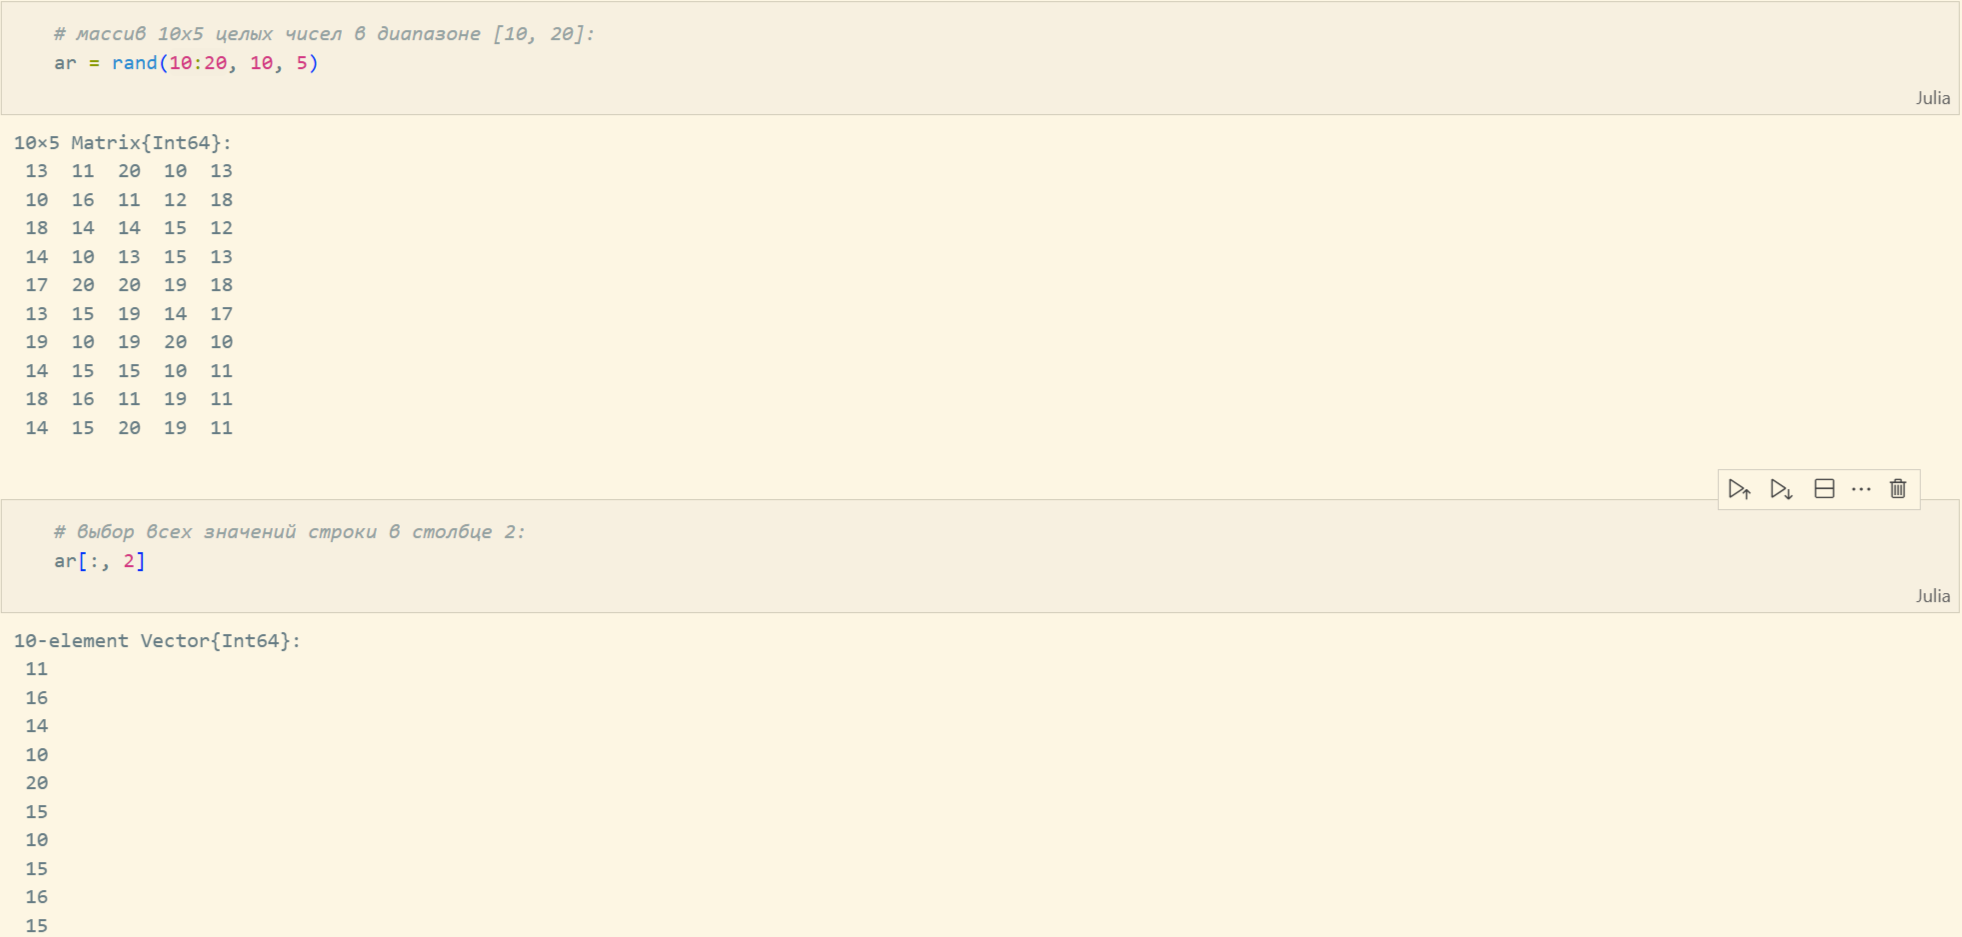 # массив 10x5 целых чисел в диапазоне [10, 20]:
ar = rand(10:20, 10, 5)
Julia
10×5 Matrix{Int64}:
13 11 20 10 13
10 16 11 12 18
18 14 14 15 12
14 10 13 15 13
17 20 20 19 18
13 15 19 14 17
19 10 19 20 10
14 15 15 10 11
18 16 11 19 11
14 15 20 19 11
# выбор всех значений строки в столбце 2:
ar[:, 2]
Julia
10-element Vector{Int64}:
11
16
14
10
20
15
10
15
16
15